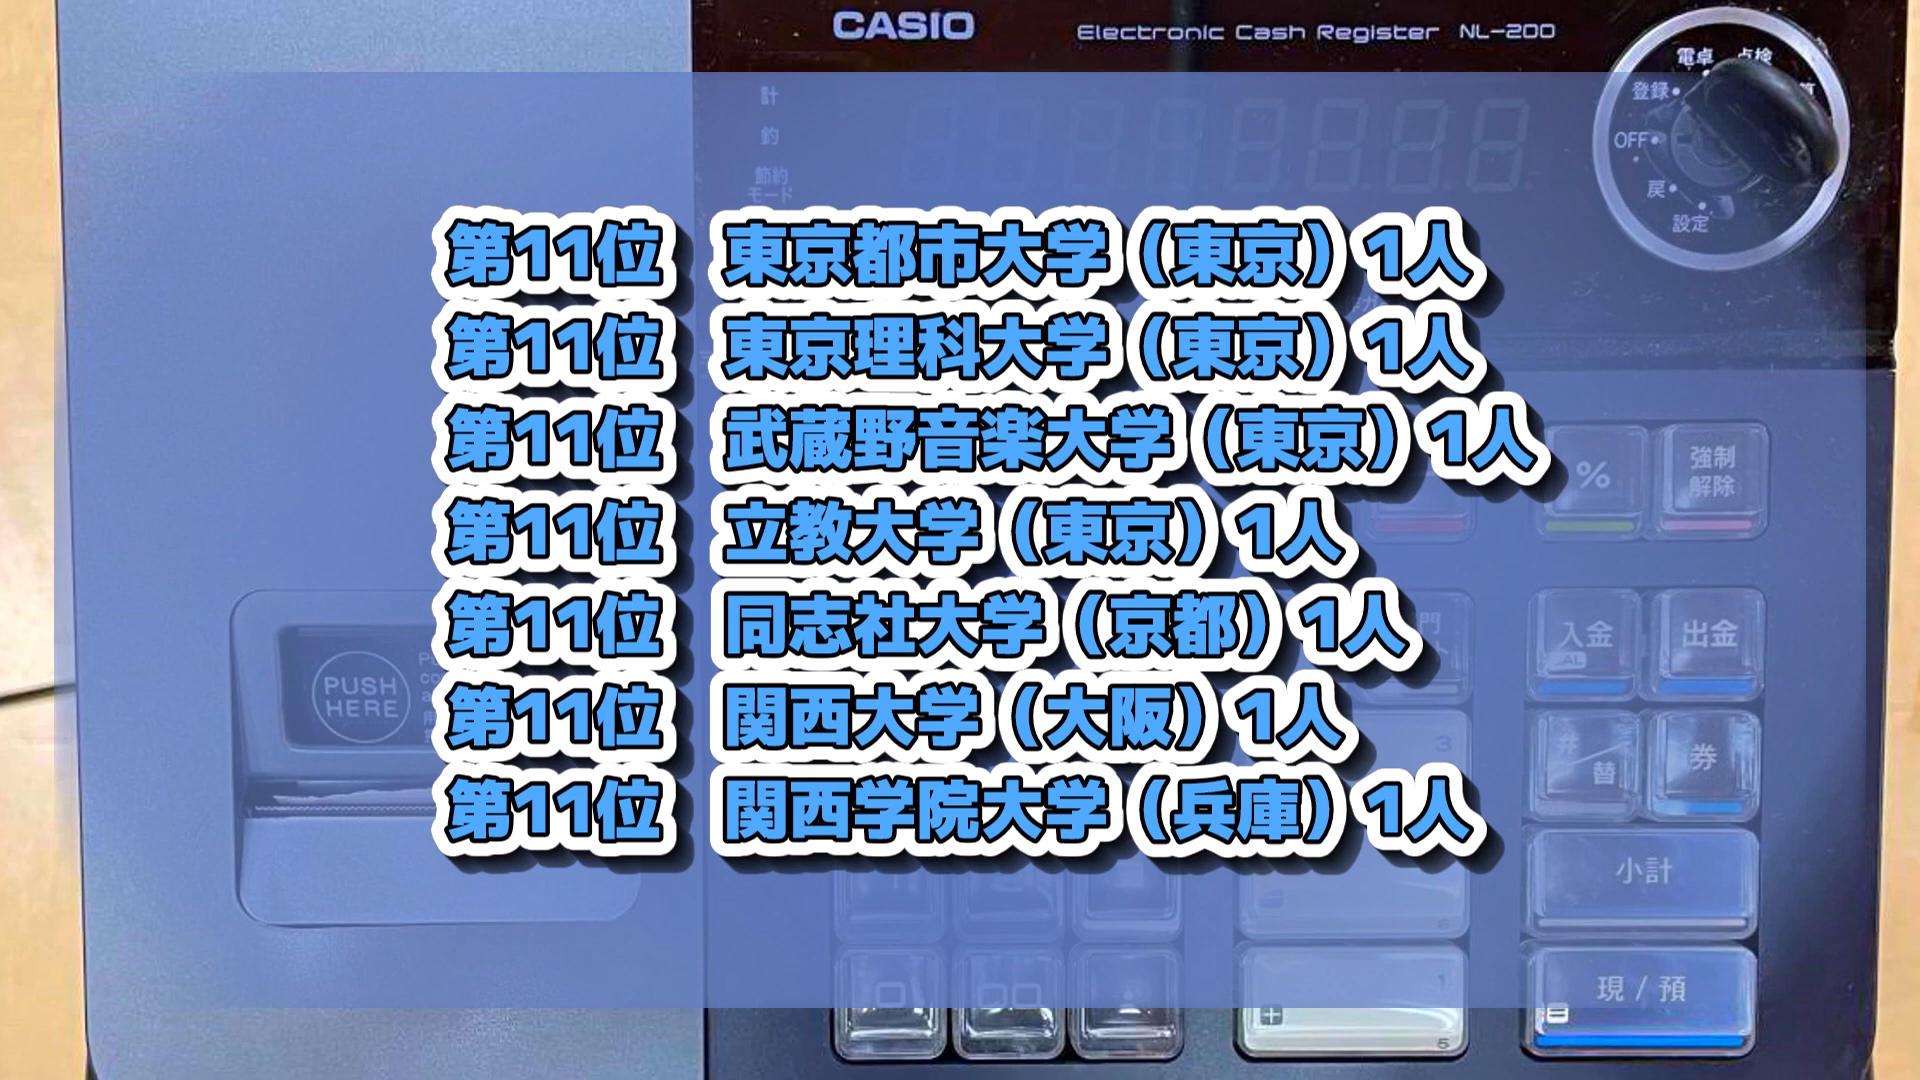 CASIO
Electronic Cash Register NL-200
電卓 点検
登録
OFF
戻
設定
計
釣
節約
モード
第11位 東京都市大学（東京）1人
第11位 東京理科大学（東京）1人
第11位 武蔵野音楽大学（東京）1人
第11位 立教大学（東京）1人
第11位 同志社大学（京都）1人
第11位 関西大学（大阪）1人
第11位 関西学院大学（兵庫）1人
%
強制
解除
入金
出金
PUSH
HERE
3
替
券
小計
6
現 / 預
1
5